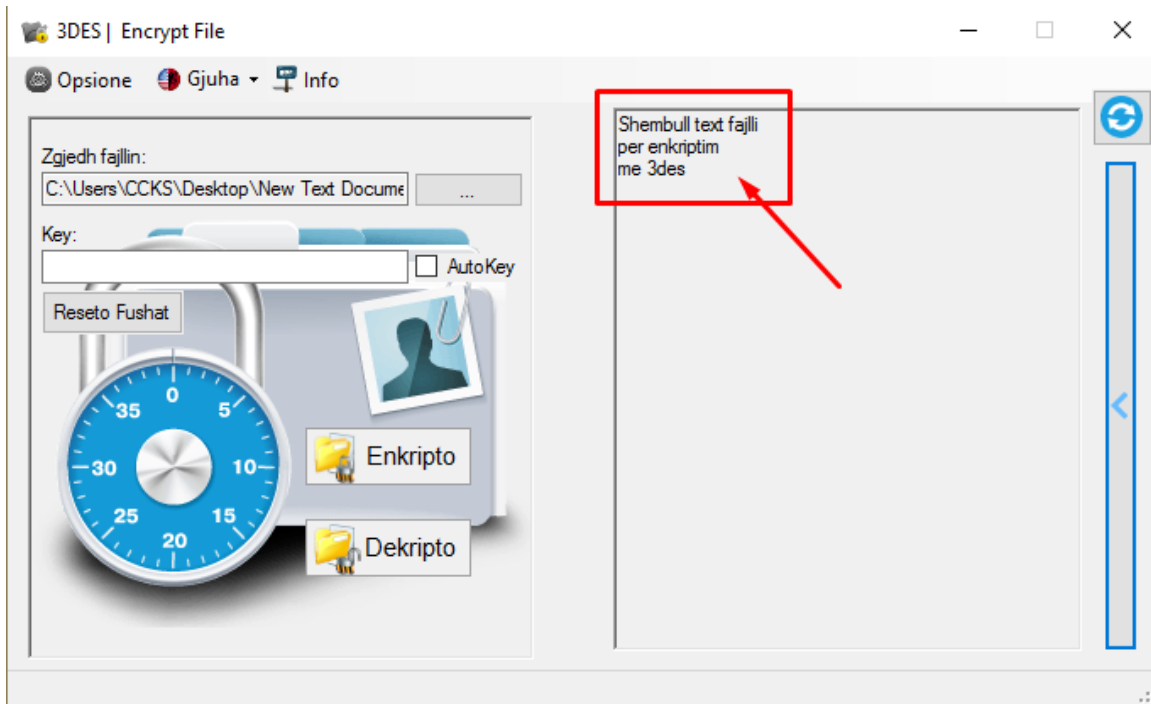 3DES | Encrypt File
Opsione Gjuha Info
Zgjedh fajllin:
C:\Users\CCKS\Desktop\New Text Docume
...
Key:
AutoKey
Reseto Fushat
0
5
10
15
20
25
30
35
Enkripto
Dekripto
Shembull text fajlli
per enkriptim
me 3des